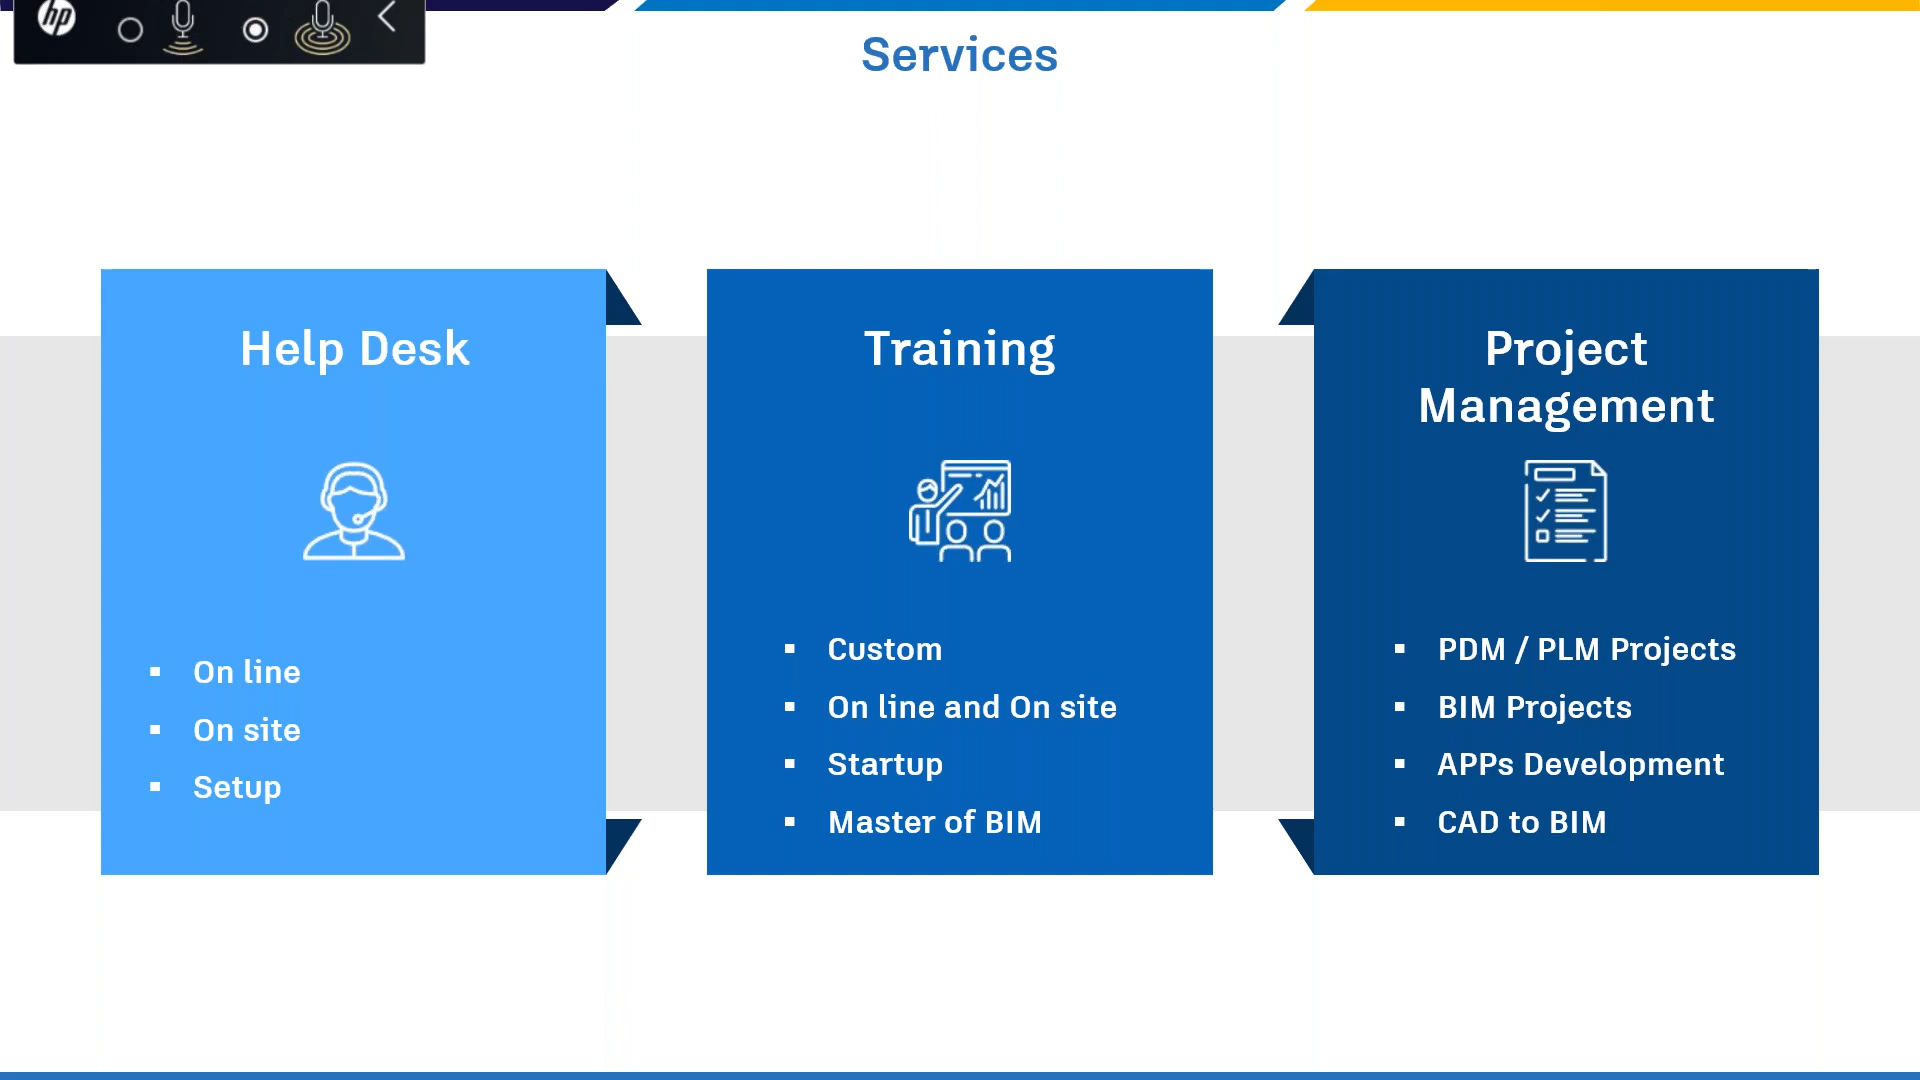 hp
Services
Help Desk
On line
On site
Setup
Training
Custom
On line and On site
Startup
Master of BIM
Project
Management
PDM / PLM Projects
BIM Projects
APPs Development
CAD to BIM